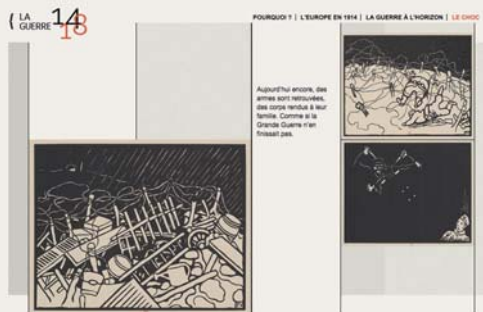 ( LA GUERRE 14 18
POURQUOI ? | L'EUROPE EN 1914 | LA GUERRE À L'HORIZON | LE CHOC
Aujourd'hui encore, des
armes sont retrouvées,
des corps rendus à leur
famille. Comme si la
Grande Guerre n'en
finissait pas.